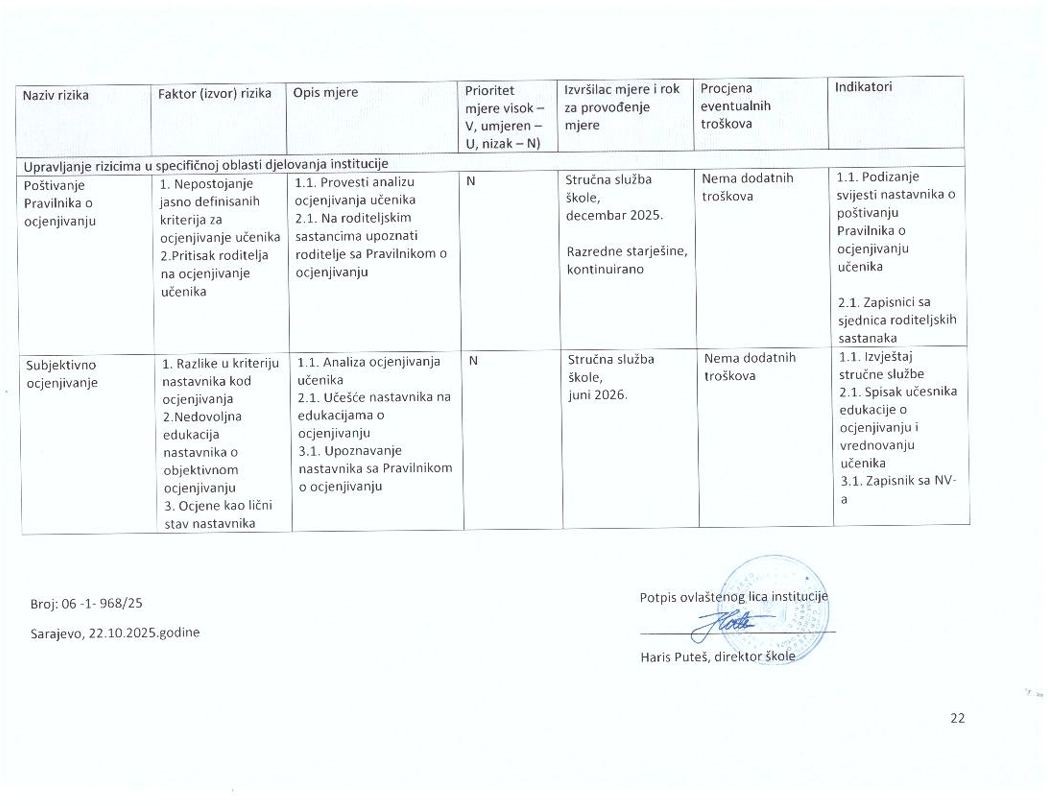 Naziv rizika
Faktor (izvor) rizika
Opis mjere
Prioritet
mjere visok –
V, umjeren –
U, nizak – N)
Izvršilac mjere i rok
za provođenje
mjere
Procjena
eventualnih
troškova
Indikatori
Upravljanje rizicima u specifičnoj oblasti djelovanja institucije
Poštivanje
Pravilnika o
ocjenjivanju
1. Nepostojanje
jasno definisanih
kriterija za
ocjenjivanje učenika
2.Pritisak roditelja
na ocjenjivanje
učenika
1.1. Provesti analizu
ocjenjivanja učenika
2.1. Na roditeljskim
sastancima upoznati
roditelje sa Pravilnikom o
ocjenjivanju
N
Stručna služba
škole,
decembar 2025.
Razredne starješine,
kontinuirano
Nema dodatnih
troškova
1.1. Podizanje
svijesti nastavnika o
poštivanju
Pravilnika o
ocjenjivanju
učenika
2.1. Zapisnici sa
sjednica roditeljskih
sastanaka
Subjektivno
ocjenjivanje
1. Razlike u kriteriju
nastavnika kod
ocjenjivanja
2.Nedovoljna
edukacija
nastavnika o
objektivnom
ocjenjivanju
3. Ocjene kao lični
stav nastavnika
1.1. Analiza ocjenjivanja
učenika
2.1. Učešće nastavnika na
edukacijama o
ocjenjivanju
3.1. Upoznavanje
nastavnika sa Pravilnikom
o ocjenjivanju
N
Stručna služba
škole,
juni 2026.
Nema dodatnih
troškova
1.1. Izvještaj
stručne službe
2.1. Spisak učesnika
edukacije o
ocjenjivanju i
vrednovanju
učenika
3.1. Zapisnik sa NV-
a
Broj: 06 -1- 968/25
Sarajevo, 22.10.2025.godine
Potpis ovlaštenog lica institucije
Haris Puteš, direktor škole
22